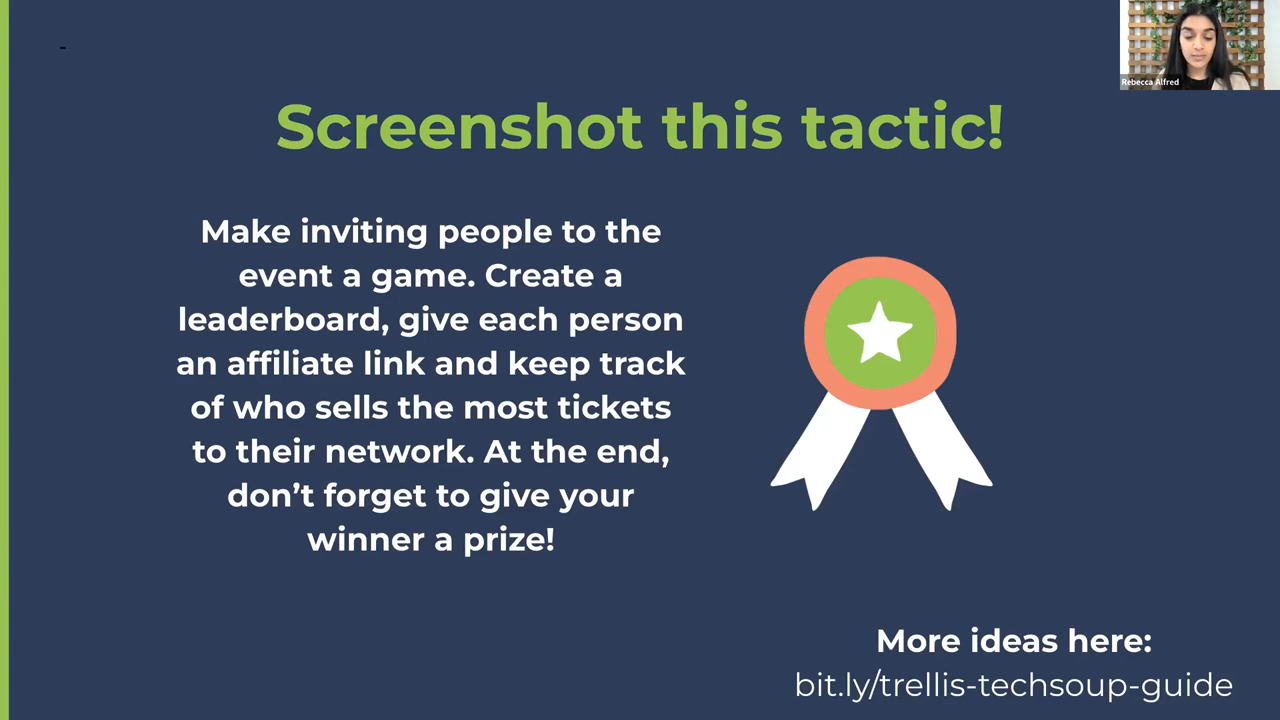 -
Rebecca Alfred
Screenshot this tactic!
Make inviting people to the
event a game. Create a
leaderboard, give each person
an affiliate link and keep track
of who sells the most tickets
to their network. At the end,
don’t forget to give your
winner a prize!
More ideas here:
bit.ly/trellis-techsoup-guide